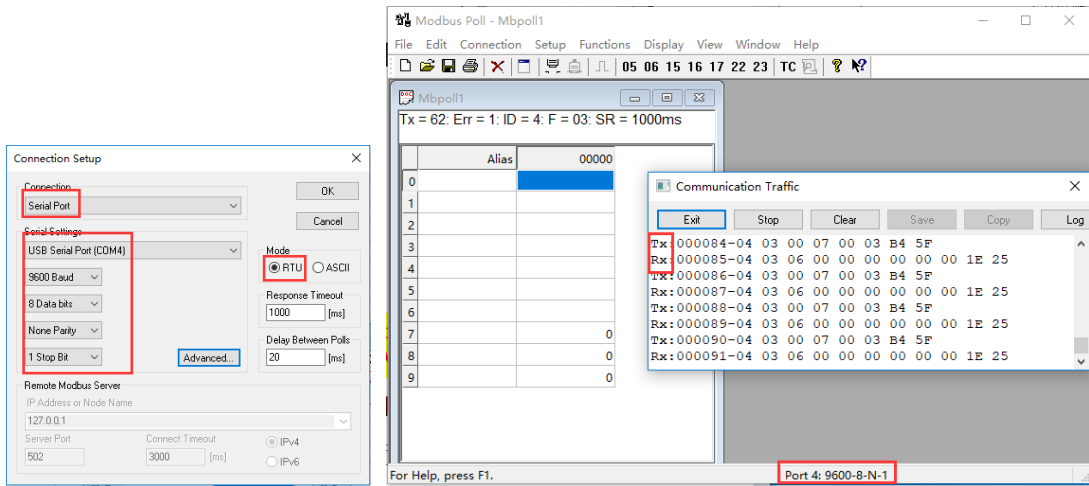 Connection Setup
Connection
Serial Port
OK
Cancel
Serial Settings
USB Serial Port (COM4)
9600 Baud
8 Data bits
None Parity
1 Stop Bit
Advanced...
Mode
RTU
ASCII
Response Timeout
1000 [ms]
Delay Between Polls
20 [ms]
Remote Modbus Server
IP Address or Node Name
127.0.0.1
Server Port
Connect Timeout
502
3000 [ms]
IPv4
IPv6
Modbus Poll - Mbpoll1
File Edit Connection Setup Functions Display View Window Help
05 06 15 16 17 22 23 TC
Mbpoll1
Tx = 62: Err = 1: ID = 4: F = 03: SR = 1000ms
Alias 00000
0
1
2
3
4
5
6
7 0
8 0
9 0
Communication Traffic
Exit Stop Clear Save Copy Log
Tx:000084-04 03 00 07 00 03 B4 5F
Rx:000085-04 03 06 00 00 00 00 00 00 1E 25
Tx:000086-04 03 00 07 00 03 B4 5F
Rx:000087-04 03 06 00 00 00 00 00 00 1E 25
Tx:000088-04 03 00 07 00 03 B4 5F
Rx:000089-04 03 06 00 00 00 00 00 00 1E 25
Tx:000090-04 03 00 07 00 03 B4 5F
Rx:000091-04 03 06 00 00 00 00 00 00 1E 25
For Help, press F1.
Port 4: 9600-8-N-1